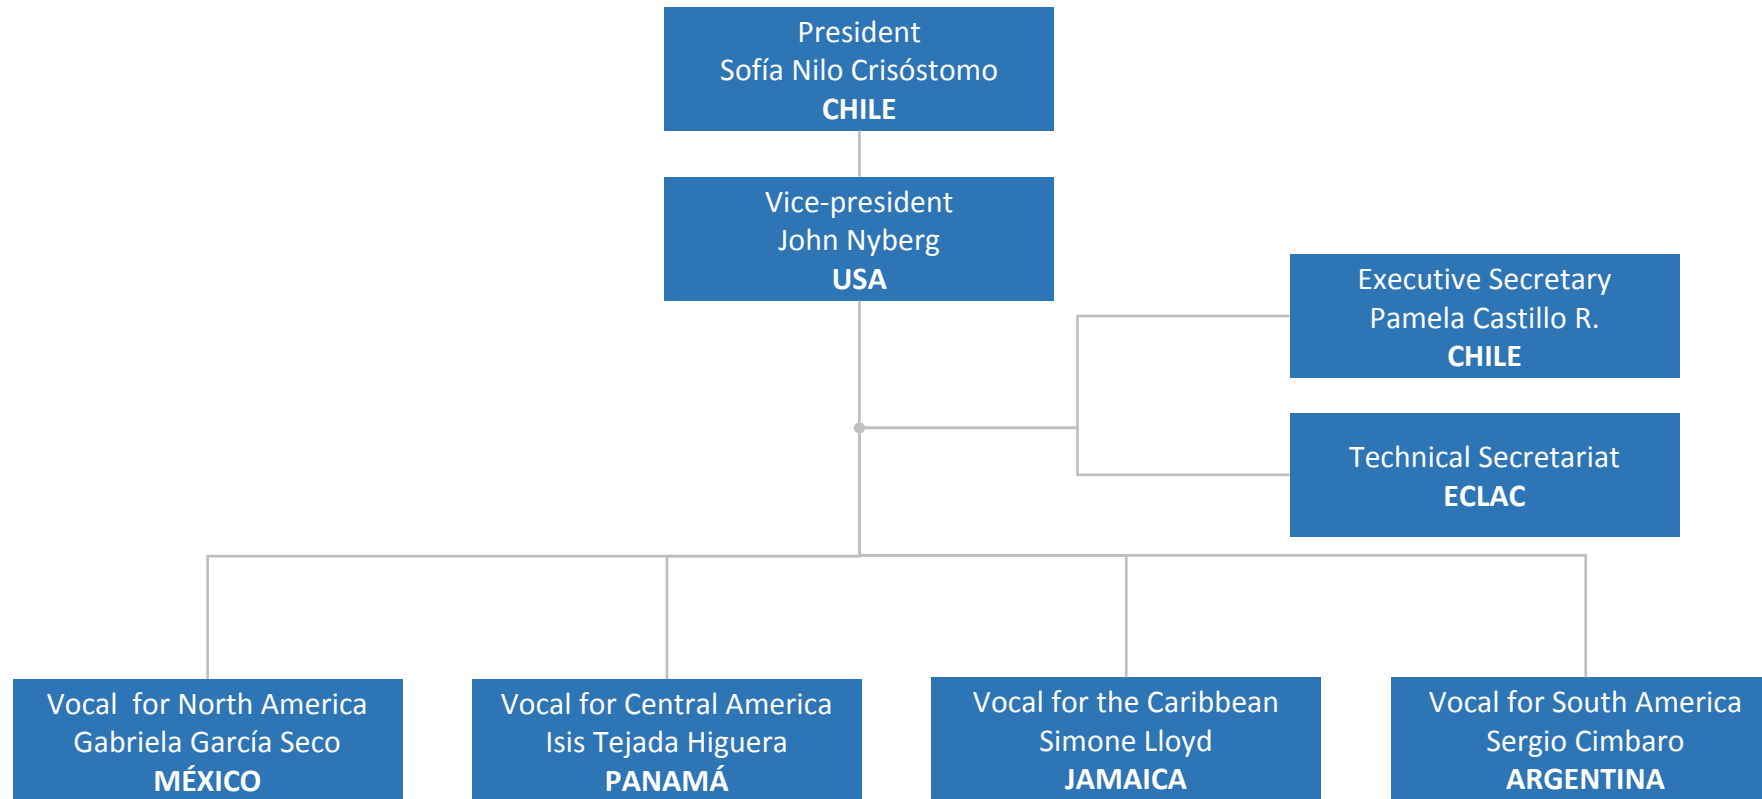 President
Sofía Nilo Crisóstomo
CHILE
Vice-president
John Nyberg
USA
Executive Secretary
Pamela Castillo R.
CHILE
Technical Secretariat
ECLAC
Vocal  for North America
Gabriela García Seco
MÉXICO
Vocal for Central America
Isis Tejada Higuera
PANAMÁ
Vocal for the Caribbean
Simone Lloyd
JAMAICA
Vocal for South America
Sergio Cimbaro
ARGENTINA